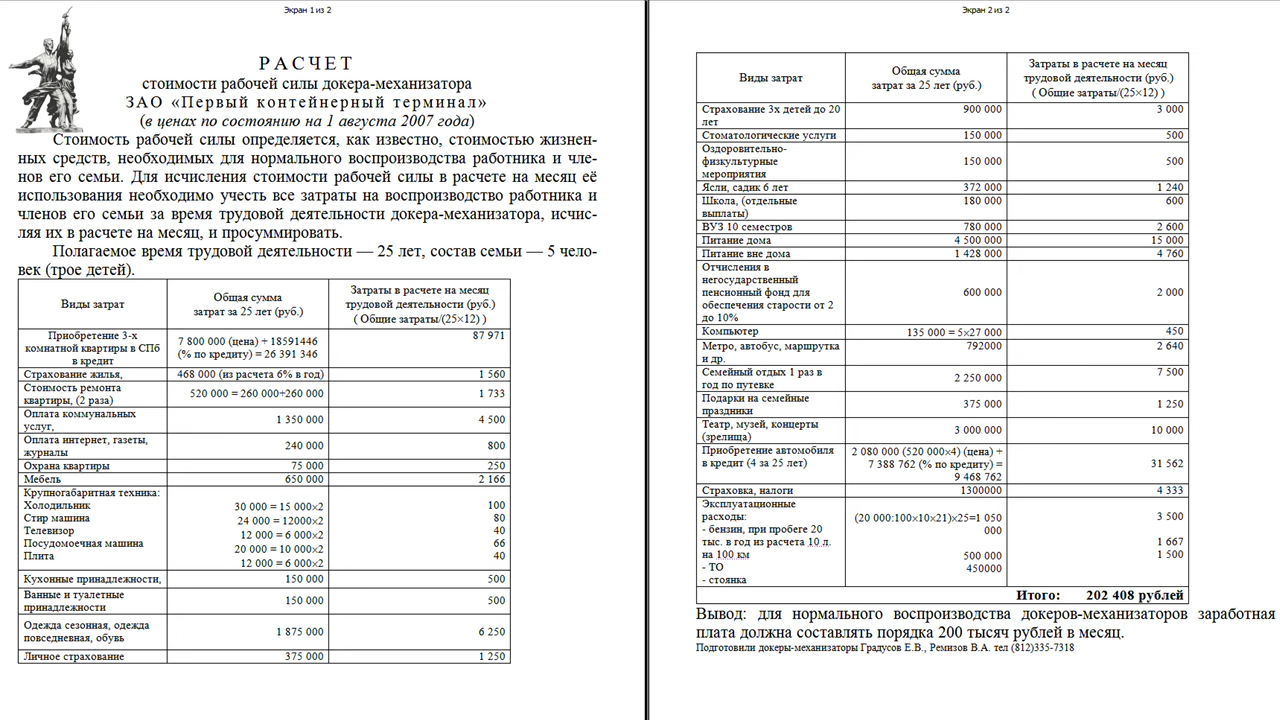 Экран 1 из 2
РАСЧЕТ
стоимости рабочей силы докера-механизатора
ЗАО «Первый контейнерный терминал»
(в ценах по состоянию на 1 августа 2007 года)
Стоимость рабочей силы определяется, как известно, стоимостью жизнен-
ных средств, необходимых для нормального воспроизводства работника и чле-
нов его семьи. Для исчисления стоимости рабочей силы в расчете на месяц её
использования необходимо учесть все затраты на воспроизводство работника и
членов его семьи за время трудовой деятельности докера-механизатора, исчис-
ляя их в расчете на месяц, и просуммировать.
Полагаемое время трудовой деятельности — 25 лет, состав семьи — 5 чело-
век (трое детей).
Виды затрат
Общая сумма
затрат за 25 лет (руб.)
Затраты в расчете на месяц
трудовой деятельности (руб.)
( Общие затраты/(25×12) )
Приобретение 3-х
комнатной квартиры в СПб
в кредит
7 800 000 (цена) + 18591446
(% по кредиту) = 26 391 346
87 971
Страхование жилья,
468 000 (из расчета 6% в год)
1 560
Стоимость ремонта
квартиры, (2 раза)
520 000 = 260 000+260 000
1 733
Оплата коммунальных
услуг,
1 350 000
4 500
Оплата интернет, газеты,
журналы
240 000
800
Охрана квартиры
75 000
250
Мебель
650 000
2 166
Крупногабаритная техника:
Холодильник
Стир машина
Телевизор
Посудомоечная машина
Плита
30 000 = 15 000×2
24 000 = 12000×2
12 000 = 6 000×2
20 000 = 10 000×2
12 000 = 6 000×2
100
80
40
66
40
Кухонные принадлежности,
150 000
500
Ванные и туалетные
принадлежности
150 000
500
Одежда сезонная, одежда
повседневная, обувь
1 875 000
6 250
Личное страхование
375 000
1 250
Экран 2 из 2
Виды затрат
Общая сумма
затрат за 25 лет (руб.)
Затраты в расчете на месяц
трудовой деятельности (руб.)
( Общие затраты/(25×12) )
Страхование 3х детей до 20
лет
900 000
3 000
Стоматологические услуги
150 000
500
Оздоровительно-
физкультурные
мероприятия
150 000
500
Ясли, садик 6 лет
372 000
1 240
Школа, (отдельные
выплаты)
180 000
600
ВУЗ 10 семестров
780 000
2 600
Питание дома
4 500 000
15 000
Питание вне дома
1 428 000
4 760
Отчисления в
негосударственный
пенсионный фонд для
обеспечения старости от 2
до 10%
600 000
2 000
Компьютер
135 000 = 5×27 000
450
Метро, автобус, маршрутка
и др.
792000
2 640
Семейный отдых 1 раз в
год по путевке
2 250 000
7 500
Подарки на семейные
праздники
375 000
1 250
Театр, музей, концерты
(зрелища)
3 000 000
10 000
Приобретение автомобиля
в кредит (4 за 25 лет)
2 080 000 (520 000×4) (цена) +
7 388 762 (% по кредиту) =
9 468 762
31 562
Страховка, налоги
1300000
4 333
Эксплуатационные
расходы:
- бензин, при пробеге 20
тыс. в год из расчета 10 л.
на 100 км
- ТО
- стоянка
(20 000:100×10×21)×25=1 050
000
500 000
450000
3 500
1 667
1 500
Итого: 202 408 рублей
Вывод: для нормального воспроизводства докеров-механизаторов заработная
плата должна составлять порядка 200 тысяч рублей в месяц.
Подготовили докеры-механизаторы Градусов Е.В., Ремизов В.А. тел (812)335-7318